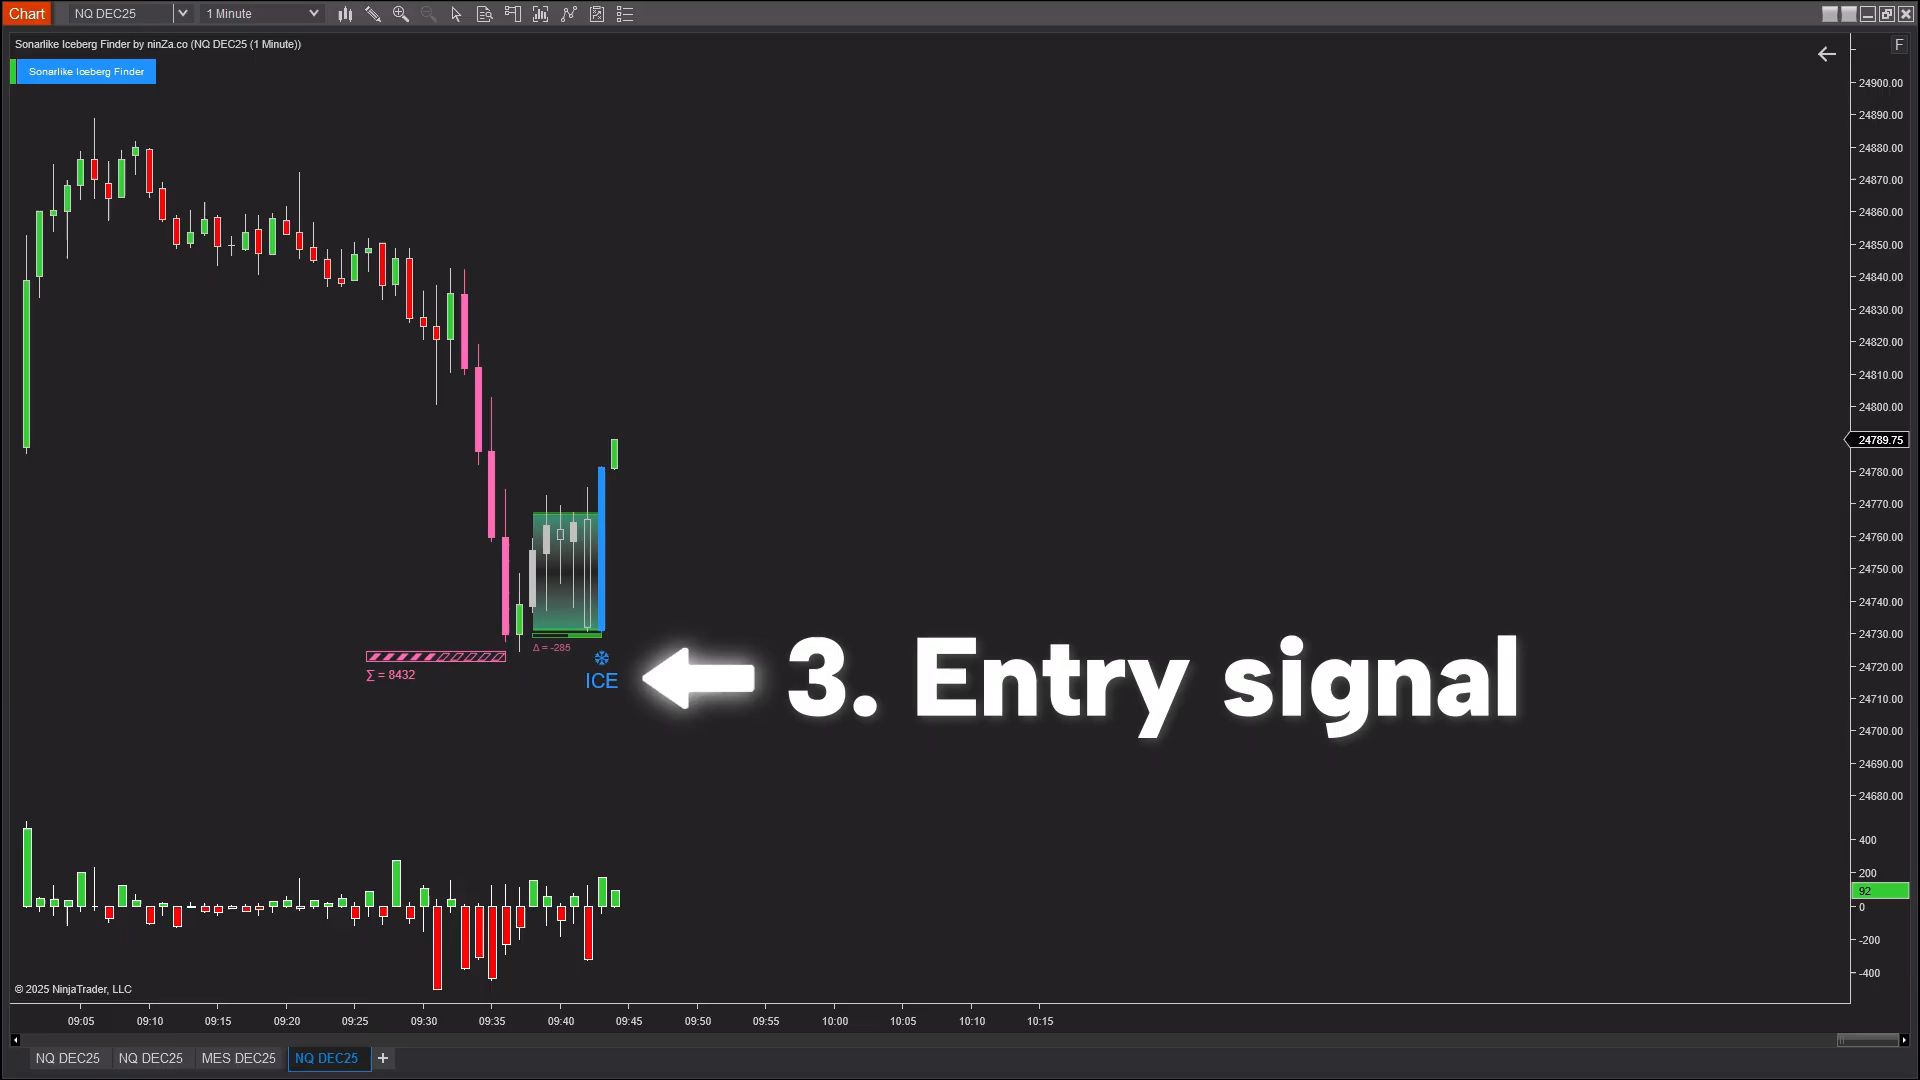 Chart
NQ DEC25
1 Minute
Sonarlike Iceberg Finder by ninZa.co (NQ DEC25 (1 Minute))
F
Sonarlike Iceberg Finder
24900.00
24890.00
24880.00
24870.00
24860.00
24850.00
24840.00
24830.00
24820.00
24810.00
24800.00
24789.75
24780.00
24770.00
24760.00
24750.00
24740.00
24730.00
24720.00
24710.00
24700.00
24690.00
24680.00
Δ = -285
∑ = 8432
ICE
3. Entry signal
400
200
92
0
-200
-400
© 2025 NinjaTrader, LLC
09:05 09:10 09:15 09:20 09:25 09:30 09:35 09:40 09:45 09:50 09:55 10:00 10:05 10:10 10:15
NQ DEC25 NQ DEC25 MES DEC25 NQ DEC25 +